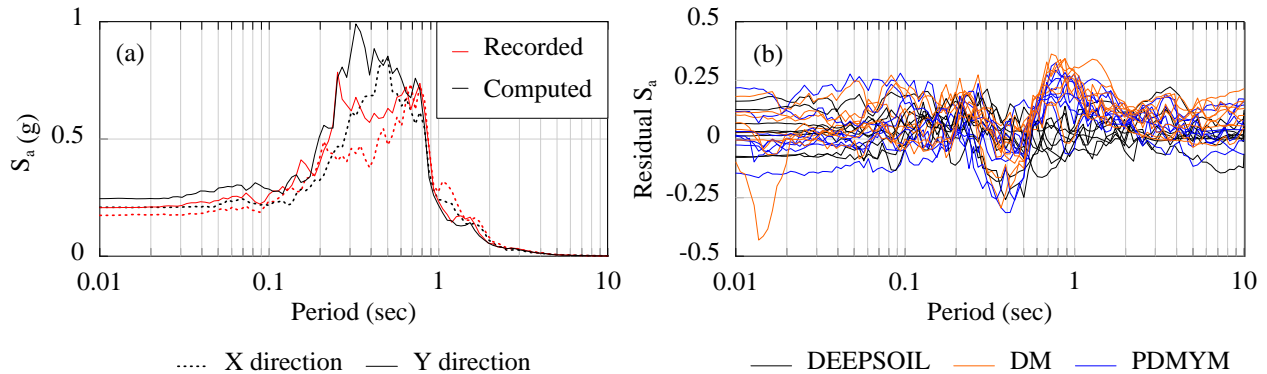 (a)
Recorded
Computed
1
0.5
0
Sa (g)
0.01 0.1 1 10
Period (sec)
X direction Y direction
(b)
0.5
0.25
0
-0.25
-0.5
Residual Sa
0.01 0.1 1 10
Period (sec)
DEEPSOIL DM PDMYM